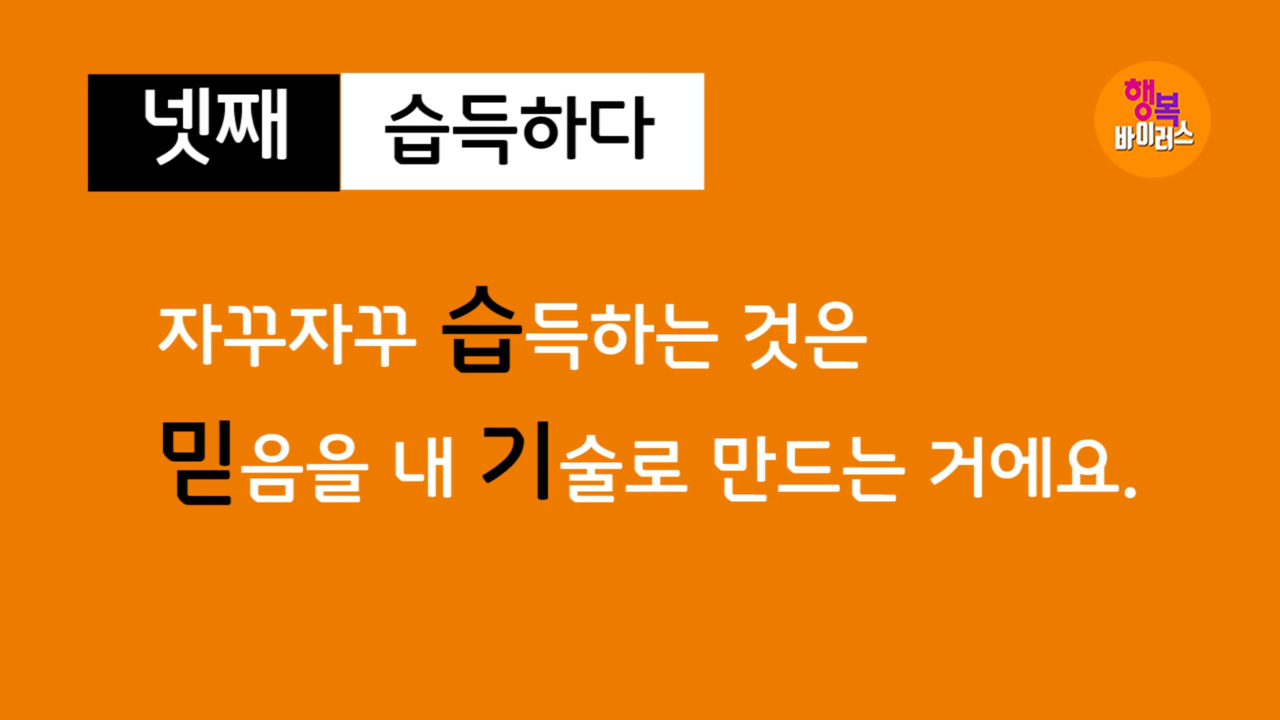 넷째 습득하다
행복
바이러스
자꾸자꾸 습득하는 것은
믿음을 내 기술로 만드는 거에요.